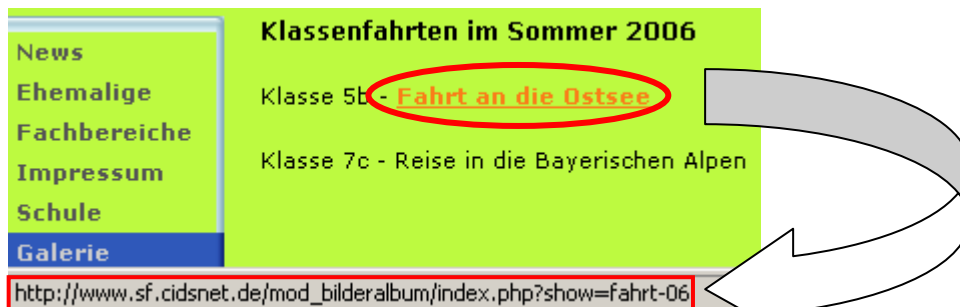 News
Ehemalige
Fachbereiche
Impressum
Schule
Galerie
Klassenfahrten im Sommer 2006
Klasse 5b - Fahrt an die Ostsee
Klasse 7c - Reise in die Bayerischen Alpen
http://www.sf.cidsnet.de/mod_bilderalbum/index.php?show=fahrt-06